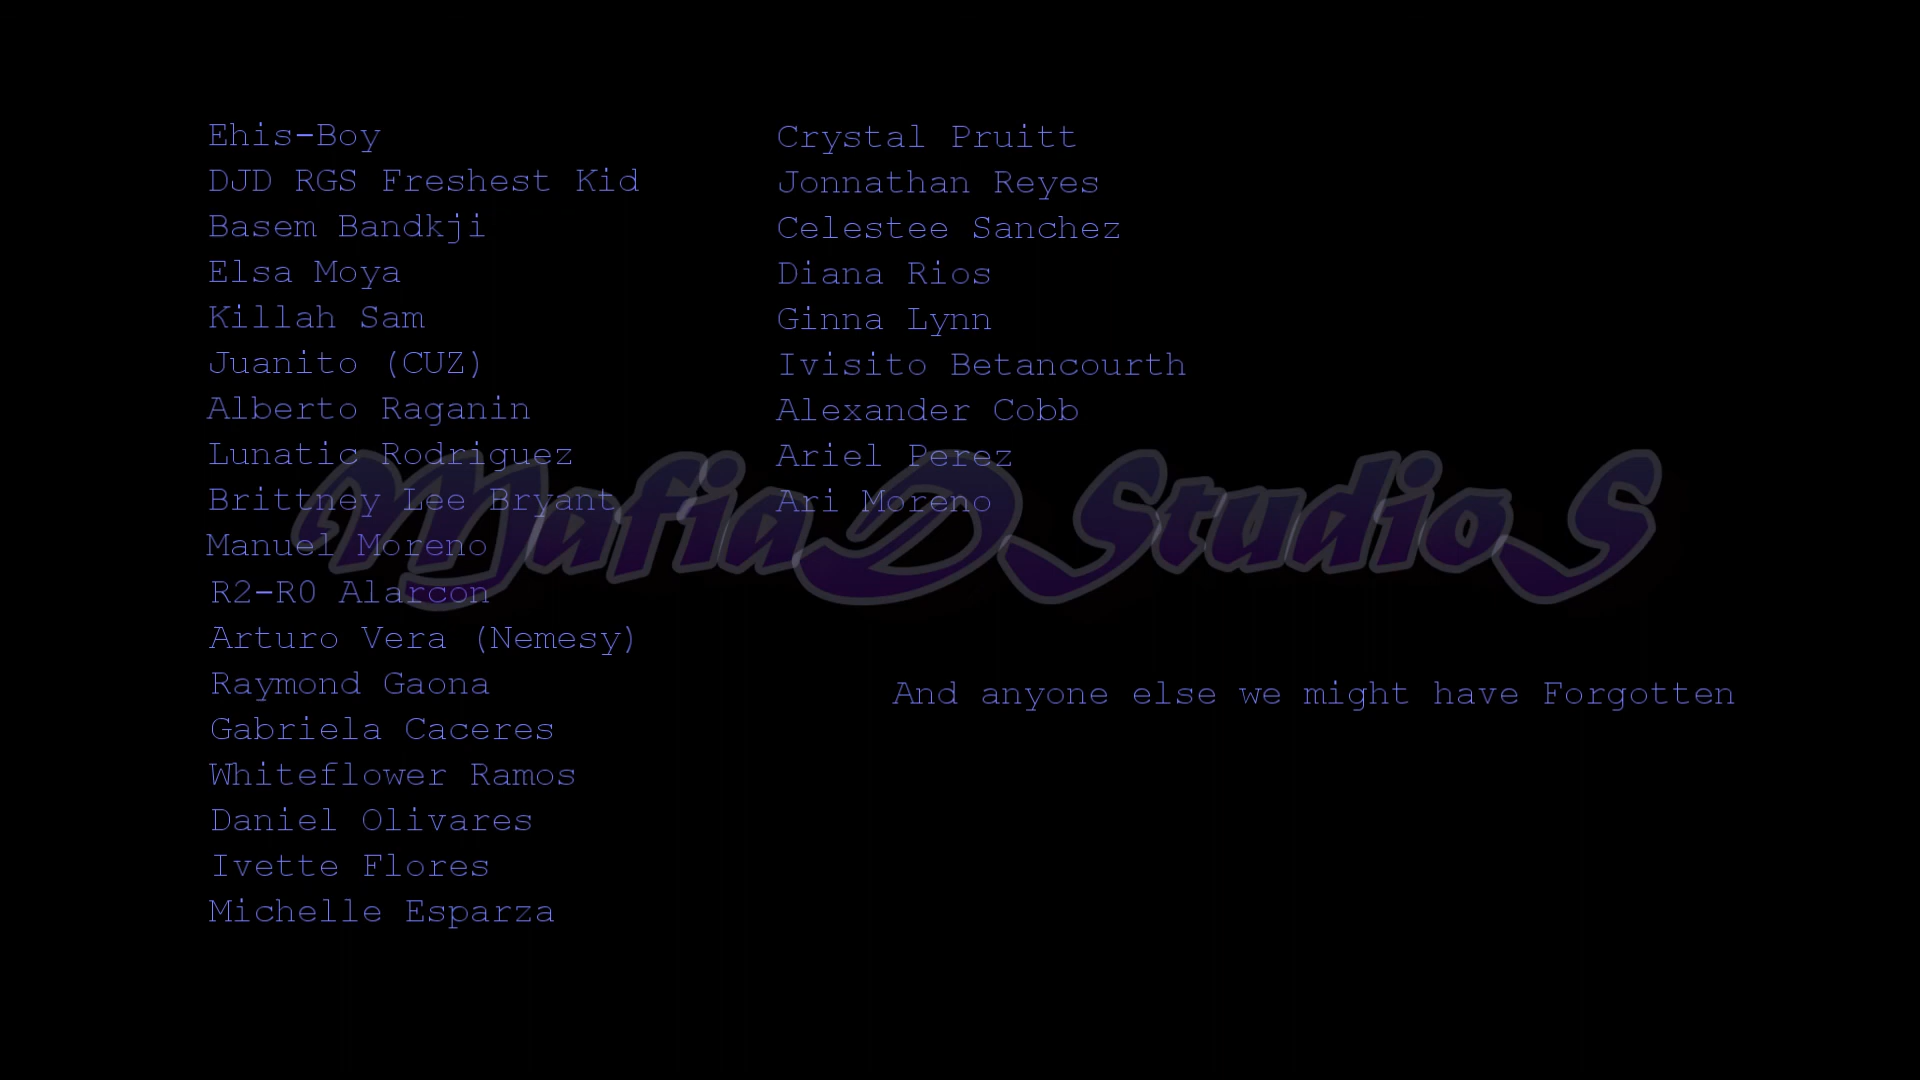 Ehis-Boy
DJD RGS Freshest Kid
Basem Bandkji
Elsa Moya
Killah Sam
Juanito (CUZ)
Alberto Raganin
Lunatic Rodriguez
Brittney Lee Bryant
Manuel Moreno
R2-R0 Alarcon
Arturo Vera (Nemesy)
Raymond Gaona
Gabriela Caceres
Whiteflower Ramos
Daniel Olivares
Ivette Flores
Michelle Esparza
Crystal Pruitt
Jonnathan Reyes
Celestee Sanchez
Diana Rios
Ginna Lynn
Ivisito Betancourth
Alexander Cobb
Ariel Perez
Ari Moreno
MafiaD StudioS
And anyone else we might have Forgotten